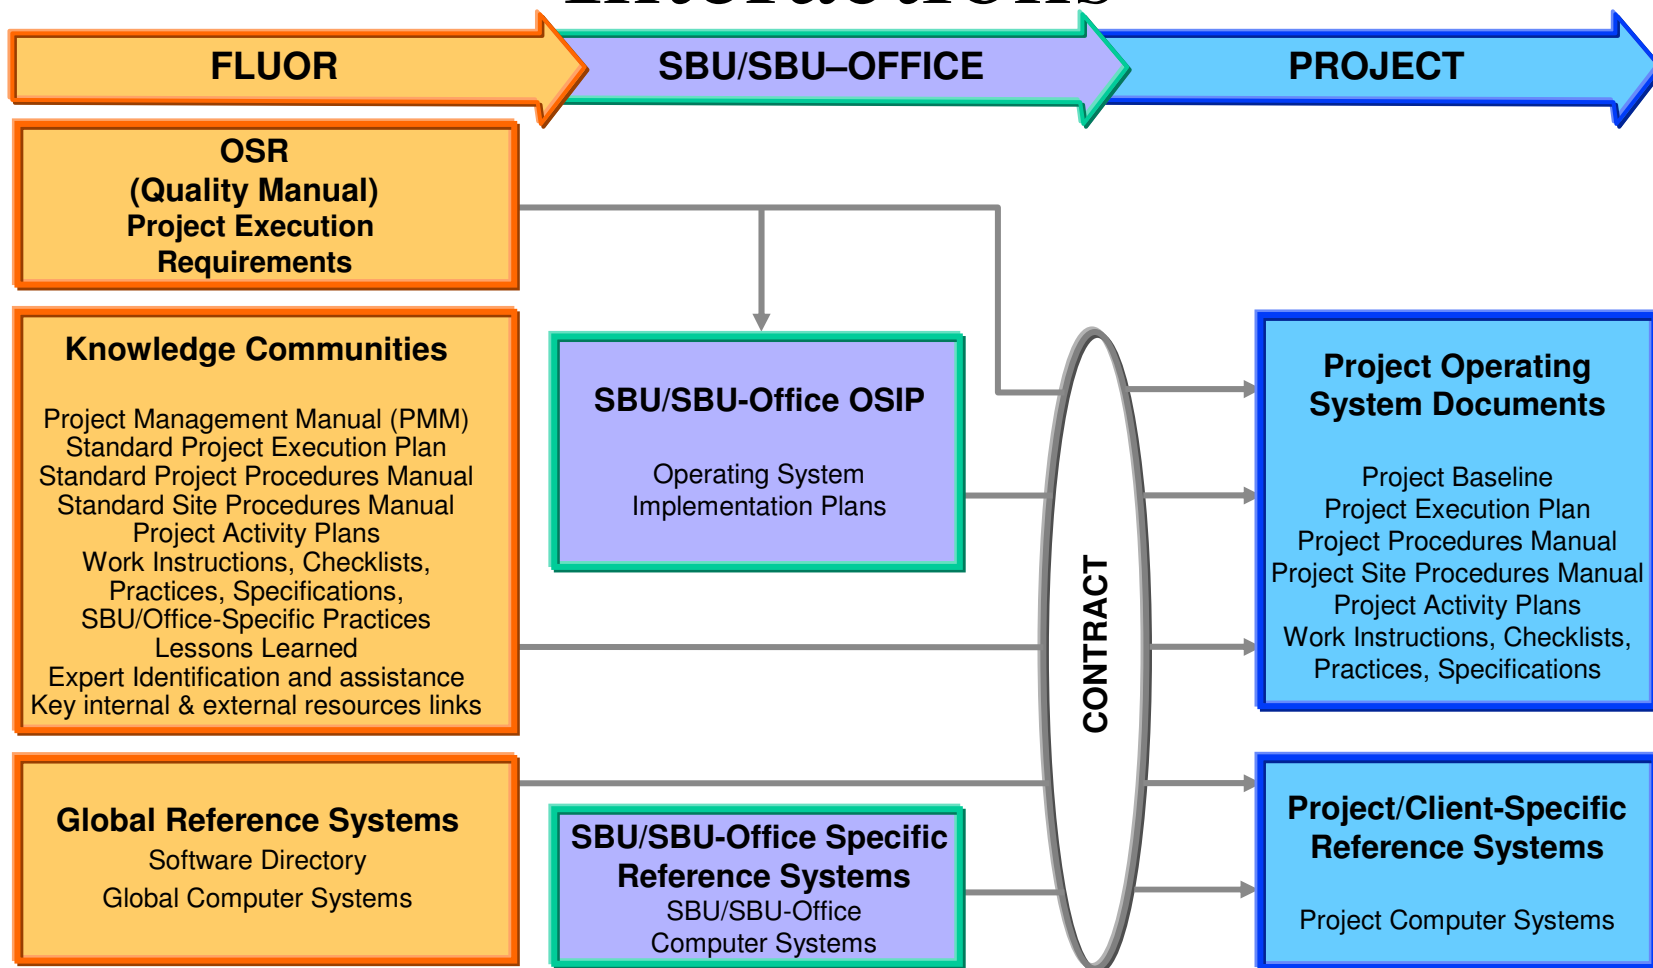 Interactions
FLUOR
SBU/SBU–OFFICE
PROJECT
OSR
(Quality Manual)
Project Execution
Requirements
Knowledge Communities
Project Management Manual (PMM)
Standard Project Execution Plan
Standard Project Procedures Manual
Standard Site Procedures Manual
Project Activity Plans
Work Instructions, Checklists,
Practices, Specifications,
SBU/Office-Specific Practices
Lessons Learned
Expert Identification and assistance
Key internal & external resources links
Global Reference Systems
Software Directory
Global Computer Systems
SBU/SBU-Office OSIP
Operating System
Implementation Plans
SBU/SBU-Office Specific
Reference Systems
SBU/SBU-Office
Computer Systems
CONTRACT
Project Operating
System Documents
Project Baseline
Project Execution Plan
Project Procedures Manual
Project Site Procedures Manual
Project Activity Plans
Work Instructions, Checklists,
Practices, Specifications
Project/Client-Specific
Reference Systems
Project Computer Systems